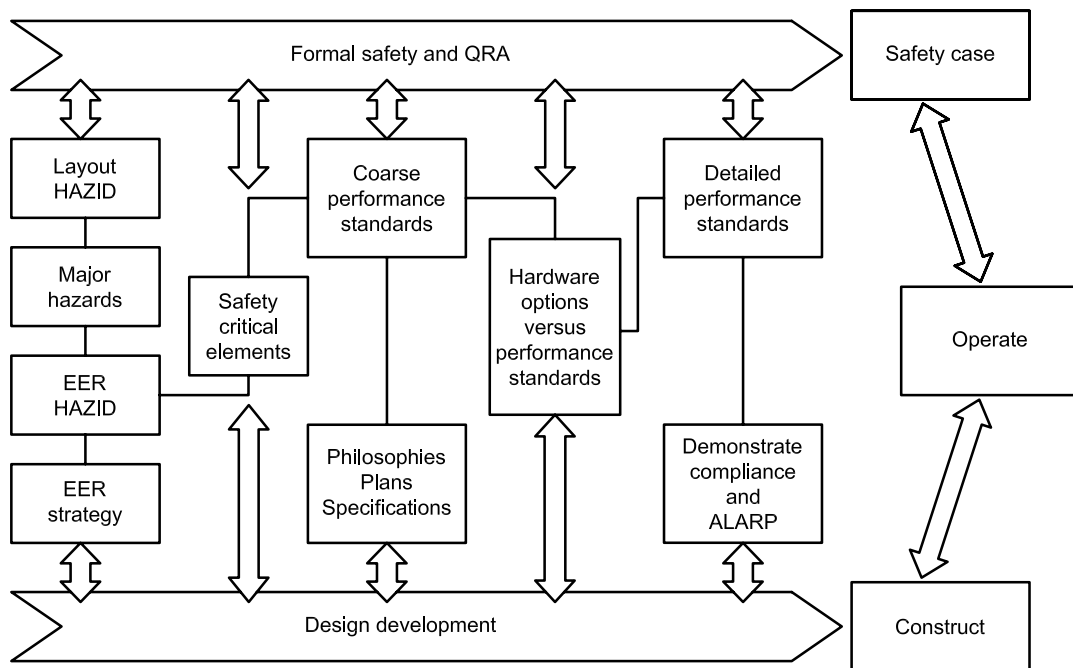 Formal safety and QRA
Safety case
Layout
HAZID
Coarse
performance
standards
Detailed
performance
standards
Major
hazards
Safety
critical
elements
Hardware
options
versus
performance
standards
Operate
EER
HAZID
EER
strategy
Philosophies
Plans
Specifications
Demonstrate
compliance
and
ALARP
Design development
Construct